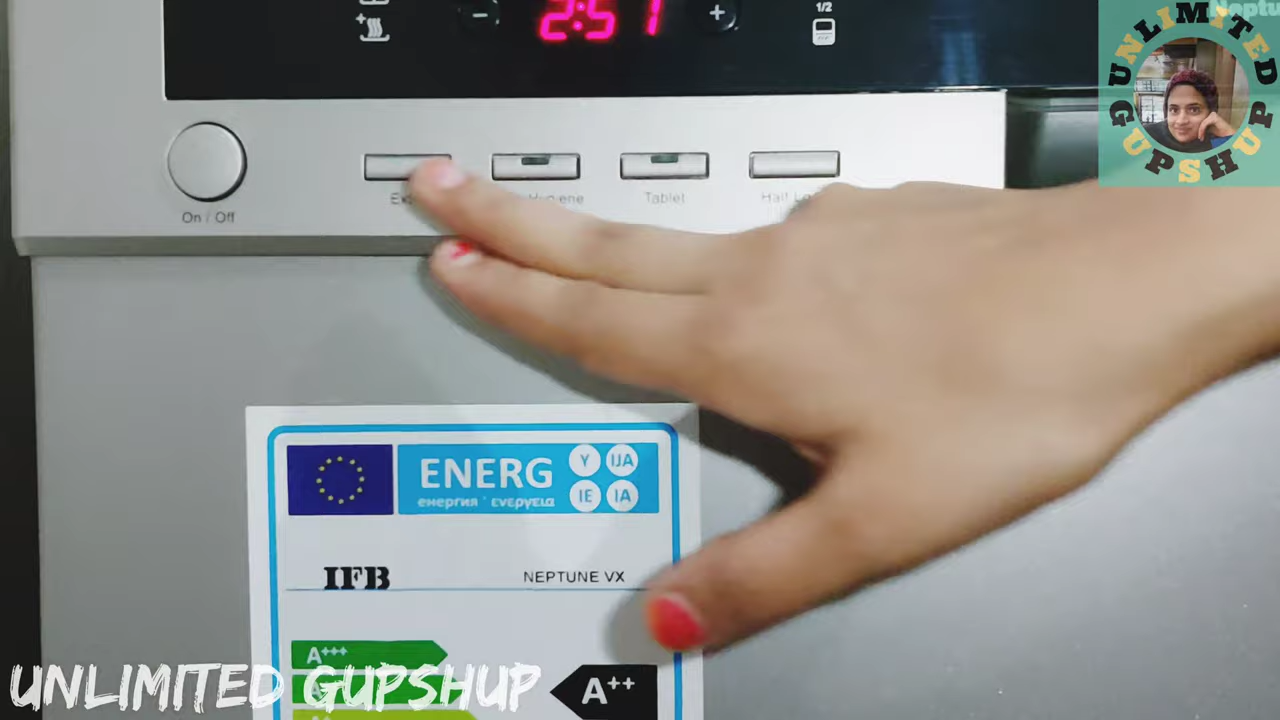 2:51
1/2
UNLIMITED GUPSHUP
On / Off
Hygiene
Tablet
ENERG
Y IJA
IE IA
енергия · ενεργεια
IFB
NEPTUNE VX
A+++
A++
UNLIMITED GUPSHUP